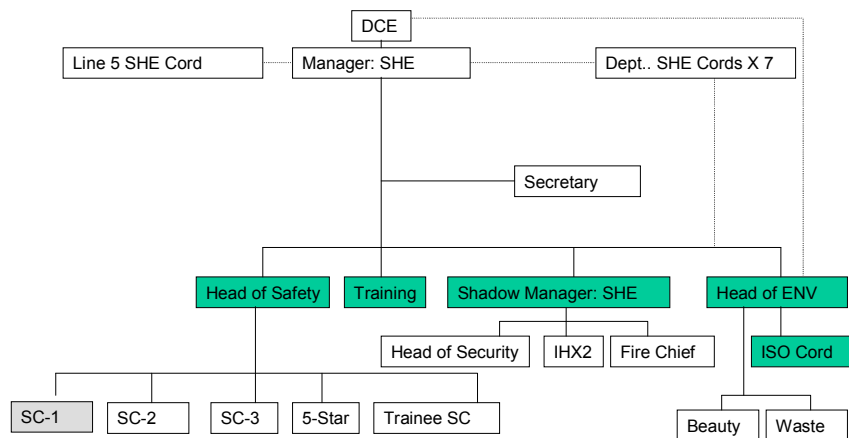 DCE
Line 5 SHE Cord
Manager: SHE
Dept.. SHE Cords X 7
Secretary
Head of Safety
Training
Shadow Manager: SHE
Head of ENV
Head of Security
IHX2
Fire Chief
ISO Cord
SC-1
SC-2
SC-3
5-Star
Trainee SC
Beauty
Waste